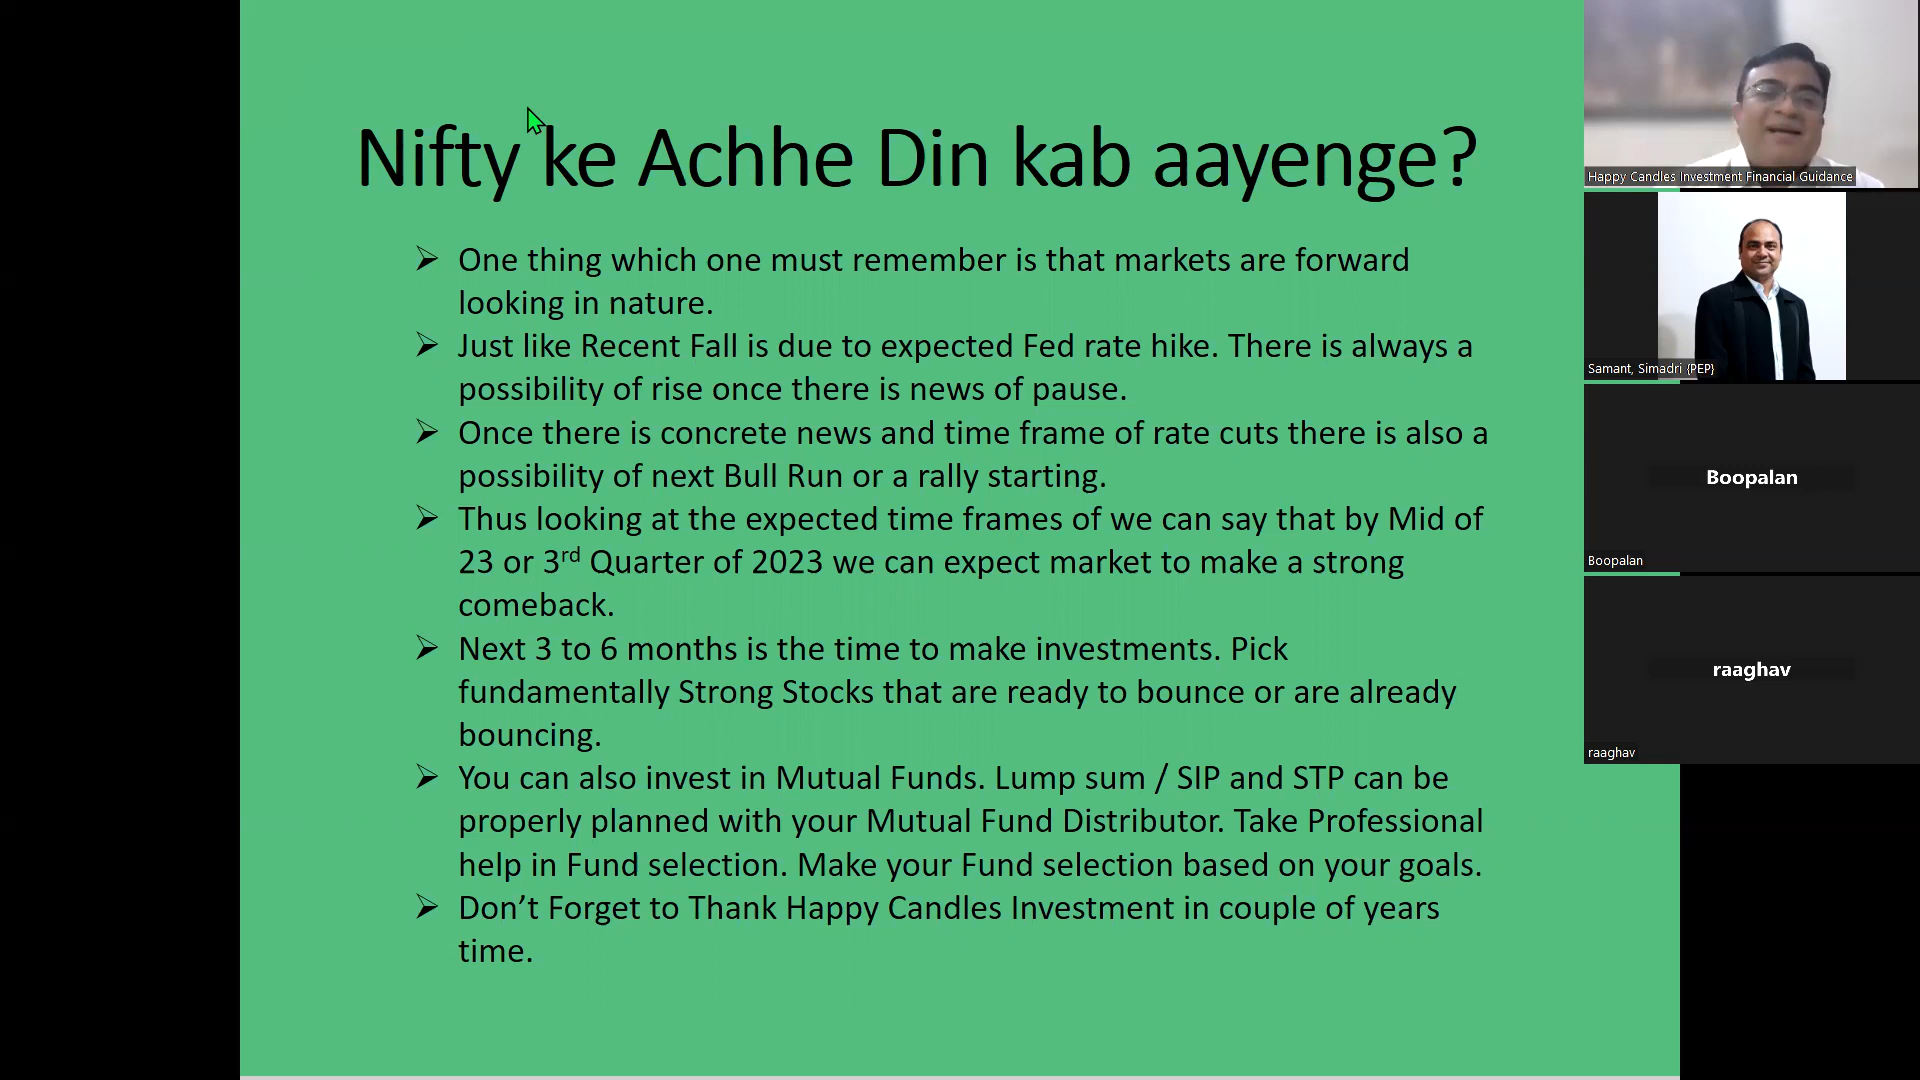 Nifty ke Achhe Din kab aayenge?
One thing which one must remember is that markets are forward
looking in nature.
Just like Recent Fall is due to expected Fed rate hike. There is always a
possibility of rise once there is news of pause.
Once there is concrete news and time frame of rate cuts there is also a
possibility of next Bull Run or a rally starting.
Thus looking at the expected time frames of we can say that by Mid of
23 or 3rd Quarter of 2023 we can expect market to make a strong
comeback.
Next 3 to 6 months is the time to make investments. Pick
fundamentally Strong Stocks that are ready to bounce or are already
bouncing.
You can also invest in Mutual Funds. Lump sum / SIP and STP can be
properly planned with your Mutual Fund Distributor. Take Professional
help in Fund selection. Make your Fund selection based on your goals.
Don’t Forget to Thank Happy Candles Investment in couple of years
time.
Happy Candles Investment Financial Guidance
Samant, Simadri {PEP}
Boopalan
Boopalan
raaghav
raaghav